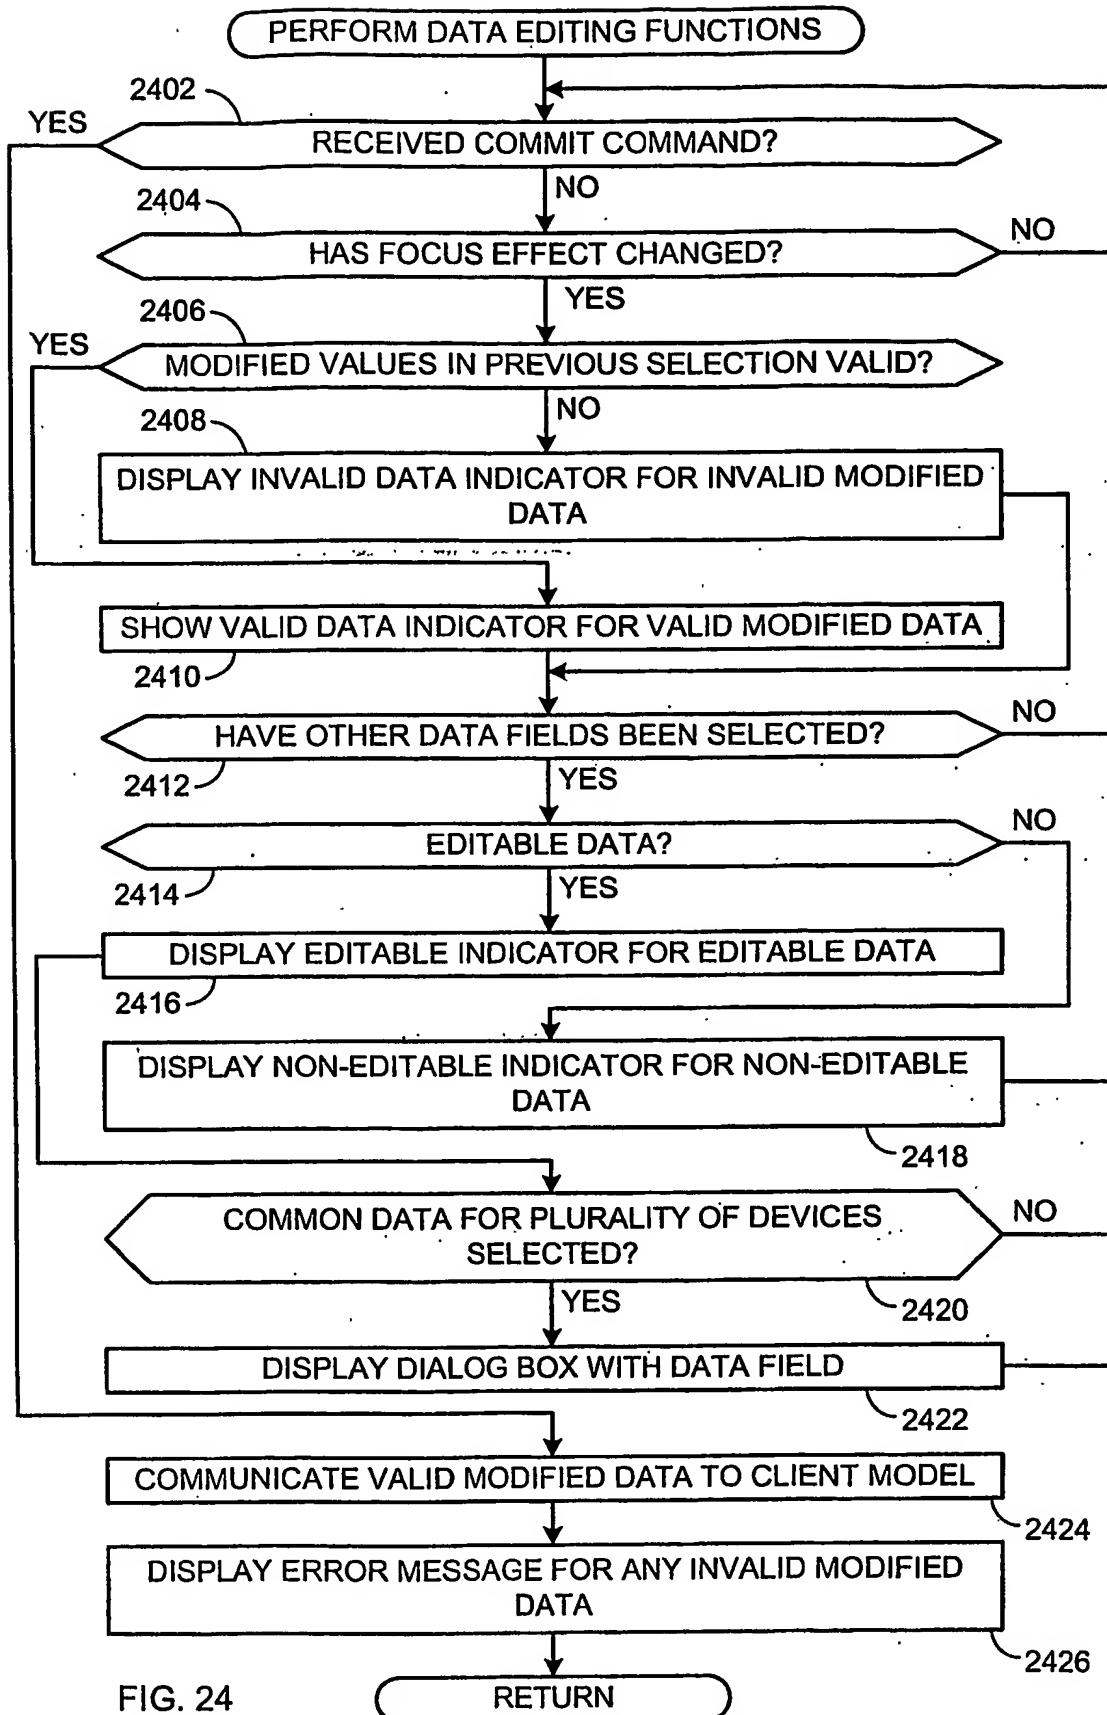 PERFORM DATA EDITING FUNCTIONS
2402
YES
RECEIVED COMMIT COMMAND?
NO
2404
NO
HAS FOCUS EFFECT CHANGED?
YES
2406
YES
MODIFIED VALUES IN PREVIOUS SELECTION VALID?
NO
2408
DISPLAY INVALID DATA INDICATOR FOR INVALID MODIFIED
DATA
SHOW VALID DATA INDICATOR FOR VALID MODIFIED DATA
2410
NO
HAVE OTHER DATA FIELDS BEEN SELECTED?
2412
YES
NO
EDITABLE DATA?
2414
YES
DISPLAY EDITABLE INDICATOR FOR EDITABLE DATA
2416
DISPLAY NON-EDITABLE INDICATOR FOR NON-EDITABLE
DATA
2418
COMMON DATA FOR PLURALITY OF DEVICES
SELECTED?
NO
YES
2420
DISPLAY DIALOG BOX WITH DATA FIELD
2422
COMMUNICATE VALID MODIFIED DATA TO CLIENT MODEL
2424
DISPLAY ERROR MESSAGE FOR ANY INVALID MODIFIED
DATA
2426
FIG. 24
RETURN